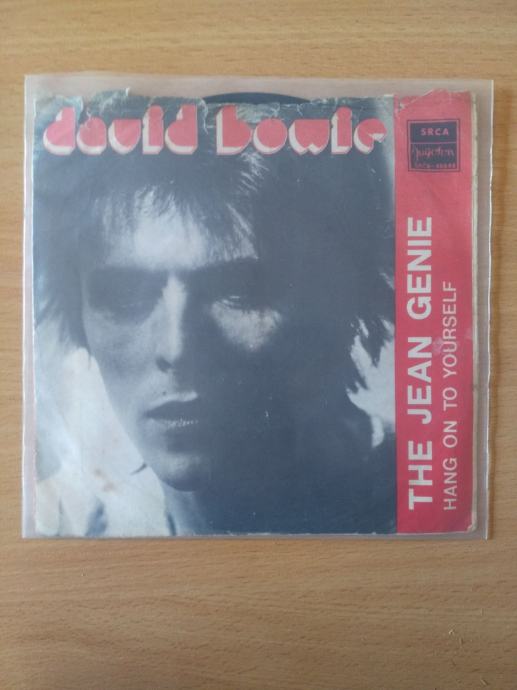 david bowie
SRCA
Jugoton
THE JEAN GENIE
HANG ON TO YOURSELF